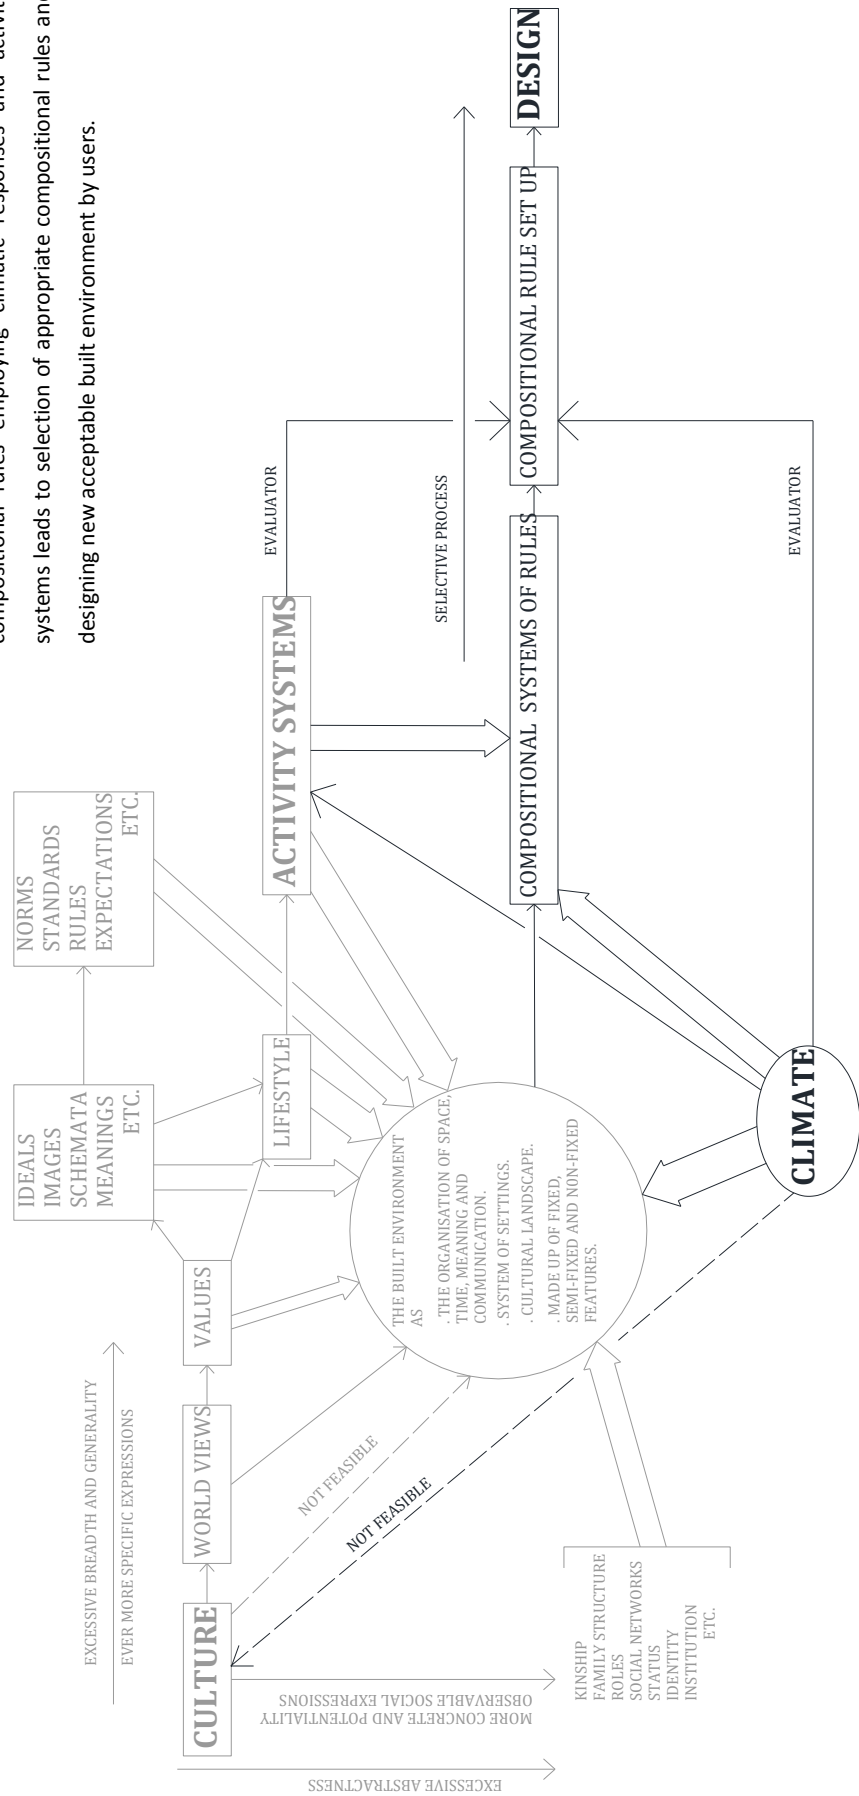 compositional rules employing climatic responses and
systems leads to selection of appropriate compositional rules and
designing new acceptable built environment by users.
EXCESSIVE BREADTH AND GENERALITY
EVER MORE SPECIFIC EXPRESSIONS
IDEALS
IMAGES
SCHEMATA
MEANINGS
ETC.
NORMS
STANDARDS
RULES
EXPECTATIONS
ETC.
CULTURE
WORLD VIEWS
VALUES
LIFESTYLE
ACTIVITY SYSTEMS
EVALUATOR
EXCESSIVE ABSTRACTNESS
MORE CONCRETE AND POTENTIALITY
OBSERVABLE SOCIAL EXPRESSIONS
NOT FEASIBLE
NOT FEASIBLE
THE BUILT ENVIRONMENT
AS
. THE ORGANISATION OF SPACE,
TIME, MEANING AND
COMMUNICATION.
. SYSTEM OF SETTINGS.
. CULTURAL LANDSCAPE.
. MADE UP OF FIXED,
SEMI-FIXED AND N0N-FIXED
FEATURES.
SELECTIVE PROCESS
COMPOSITIONAL SYSTEMS OF RULES
COMPOSITIONAL RULE SET UP
DESIGN
KINSHIP
FAMILY STRUCTURE
ROLES
SOCIAL NETWORKS
STATUS
IDENTITY
INSTITUTION
ETC.
CLIMATE
EVALUATOR